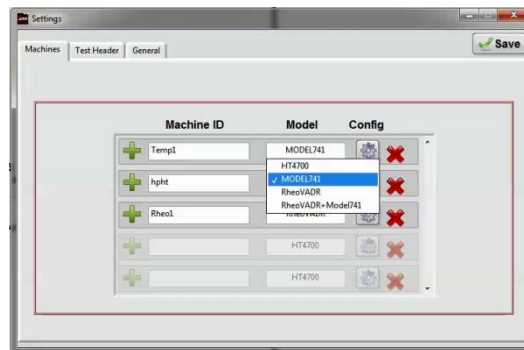 Settings
Machines Test Header General
Save
Machine ID Model Config
Temp1 MODEL741
HT4700
hpht ✓ MODEL741
RheoVADR
RheoVADR+Model741
Rheo1 RheoVADR
HT4700
HT4700